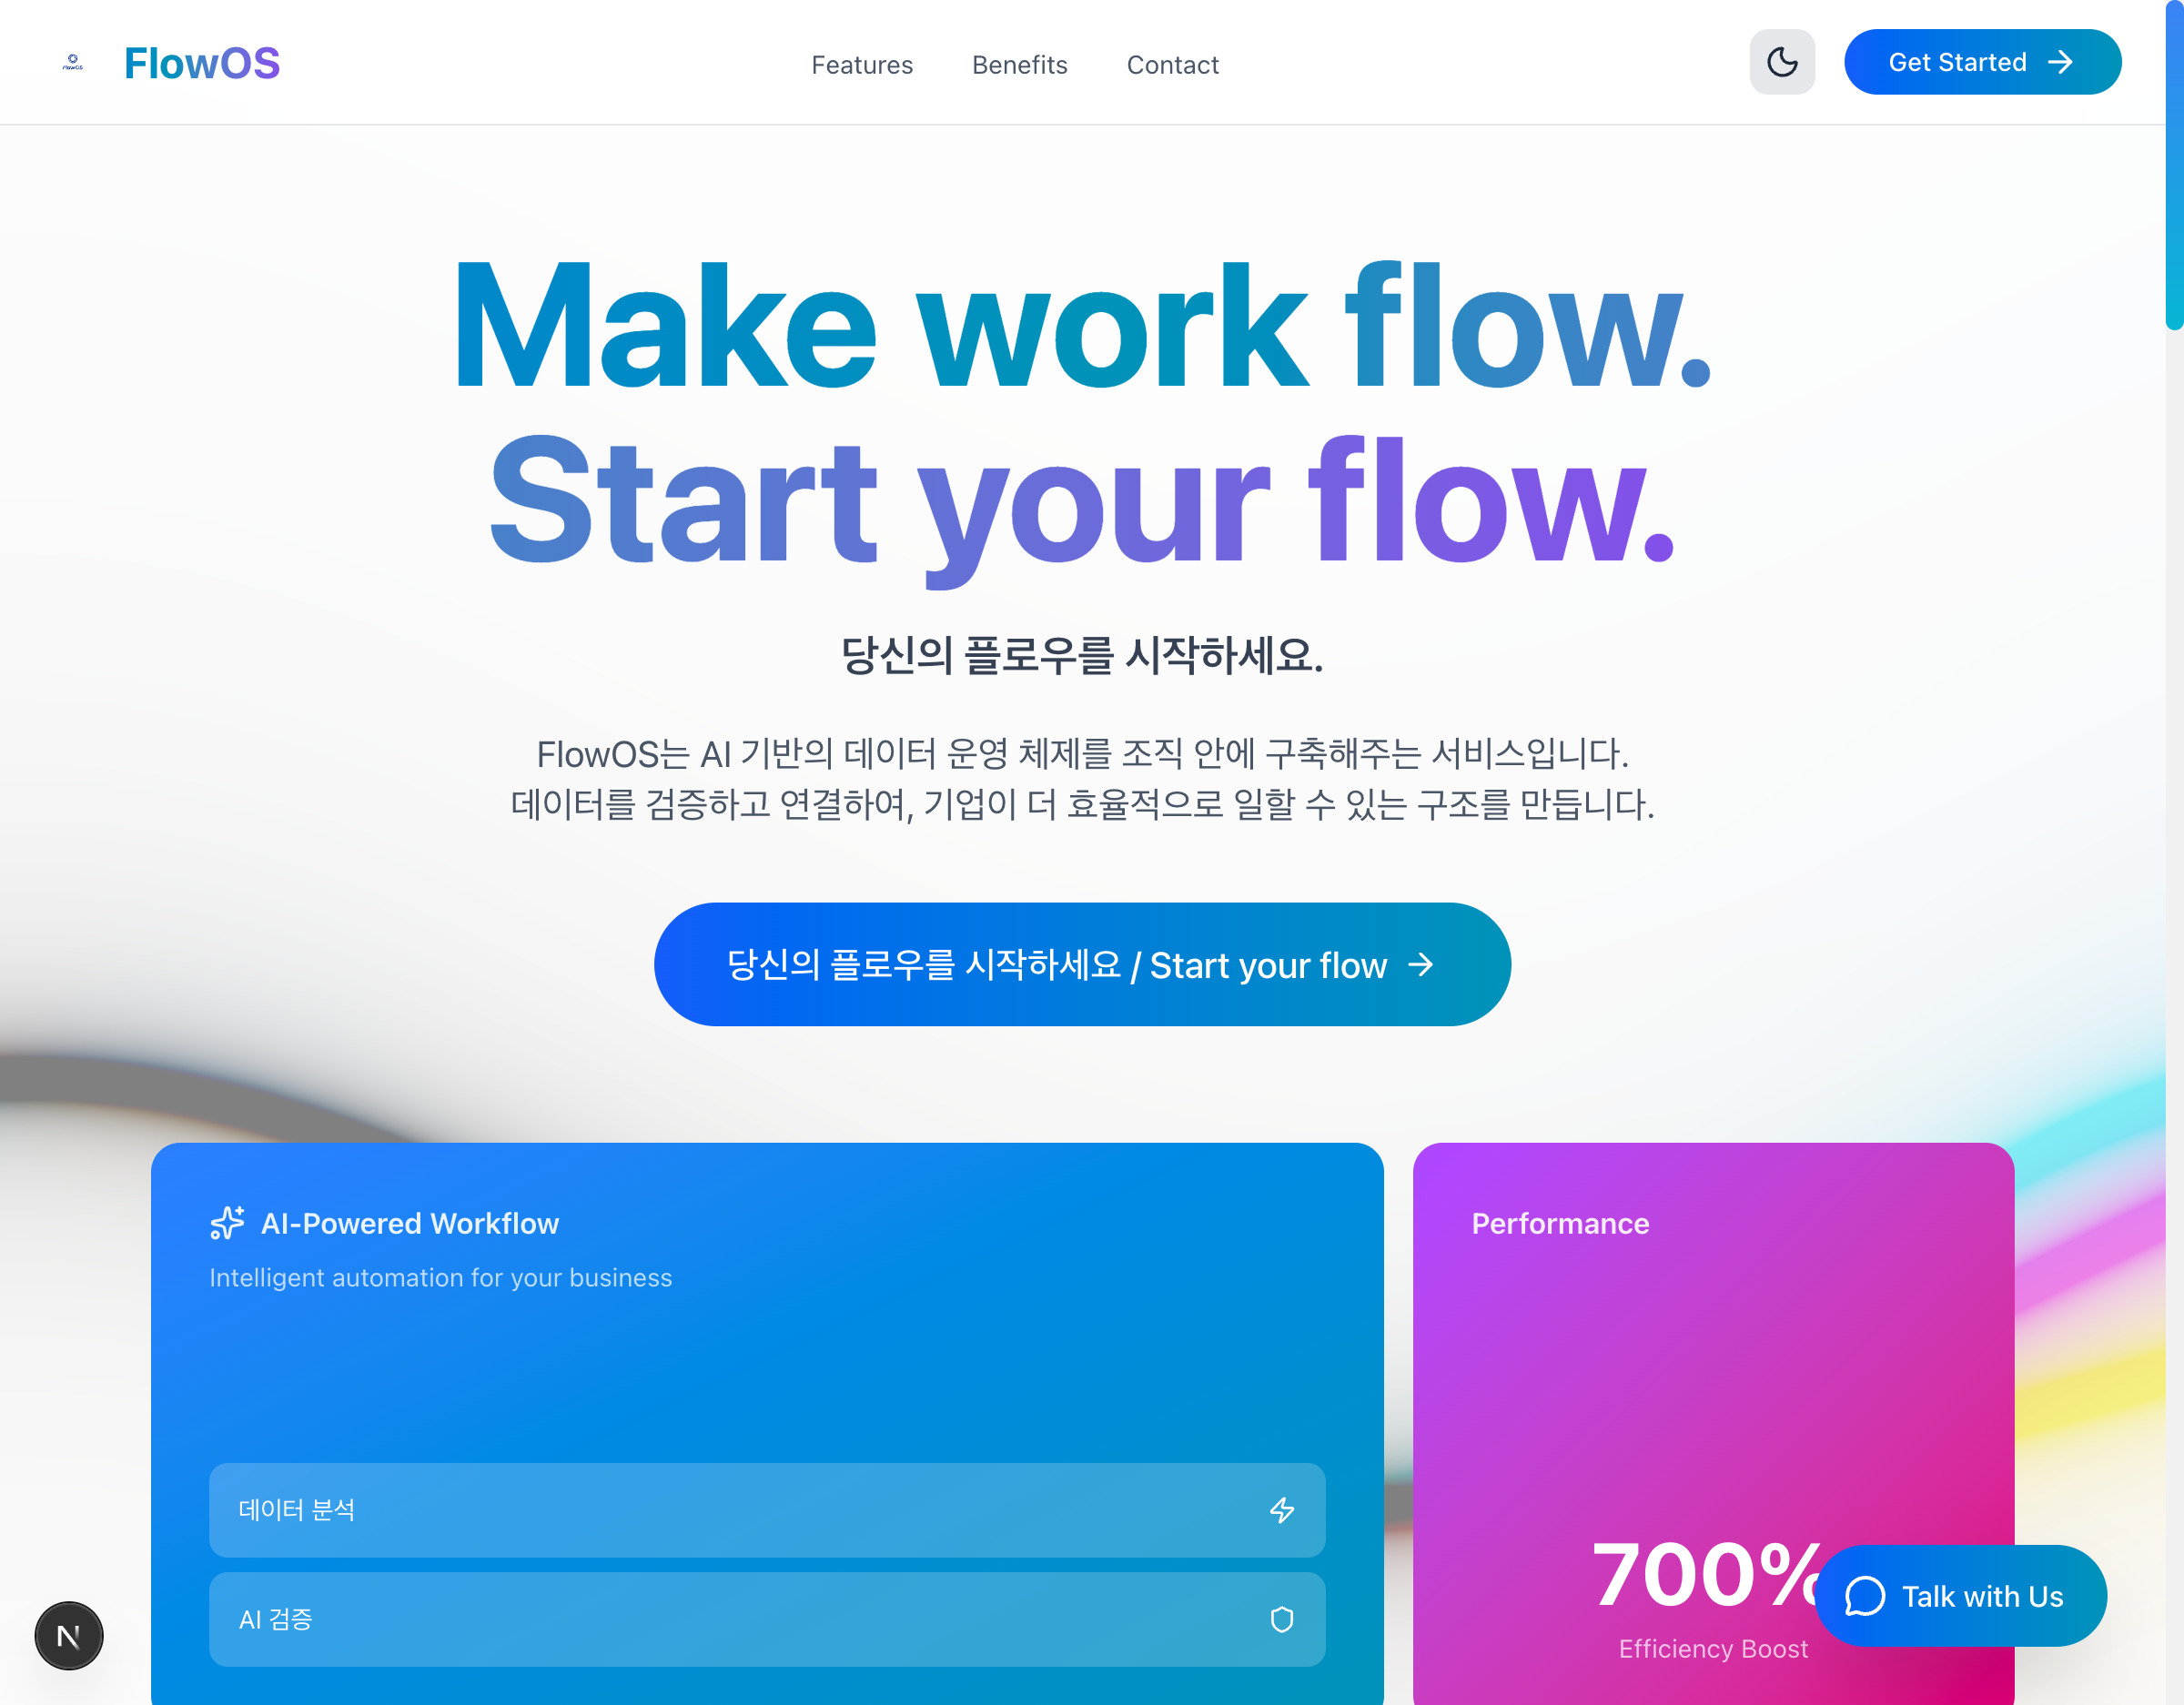 FlowOS
FlowOS
Features
Benefits
Contact
Get Started
Make work flow.
Start your flow.
당신의 플로우를 시작하세요.
FlowOS는 AI 기반의 데이터 운영 체제를 조직 안에 구축해주는 서비스입니다.
데이터를 검증하고 연결하여, 기업이 더 효율적으로 일할 수 있는 구조를 만듭니다.
당신의 플로우를 시작하세요 / Start your flow
AI-Powered Workflow
Intelligent automation for your business
데이터 분석
AI 검증
Performance
700%
Efficiency Boost
Talk with Us
N